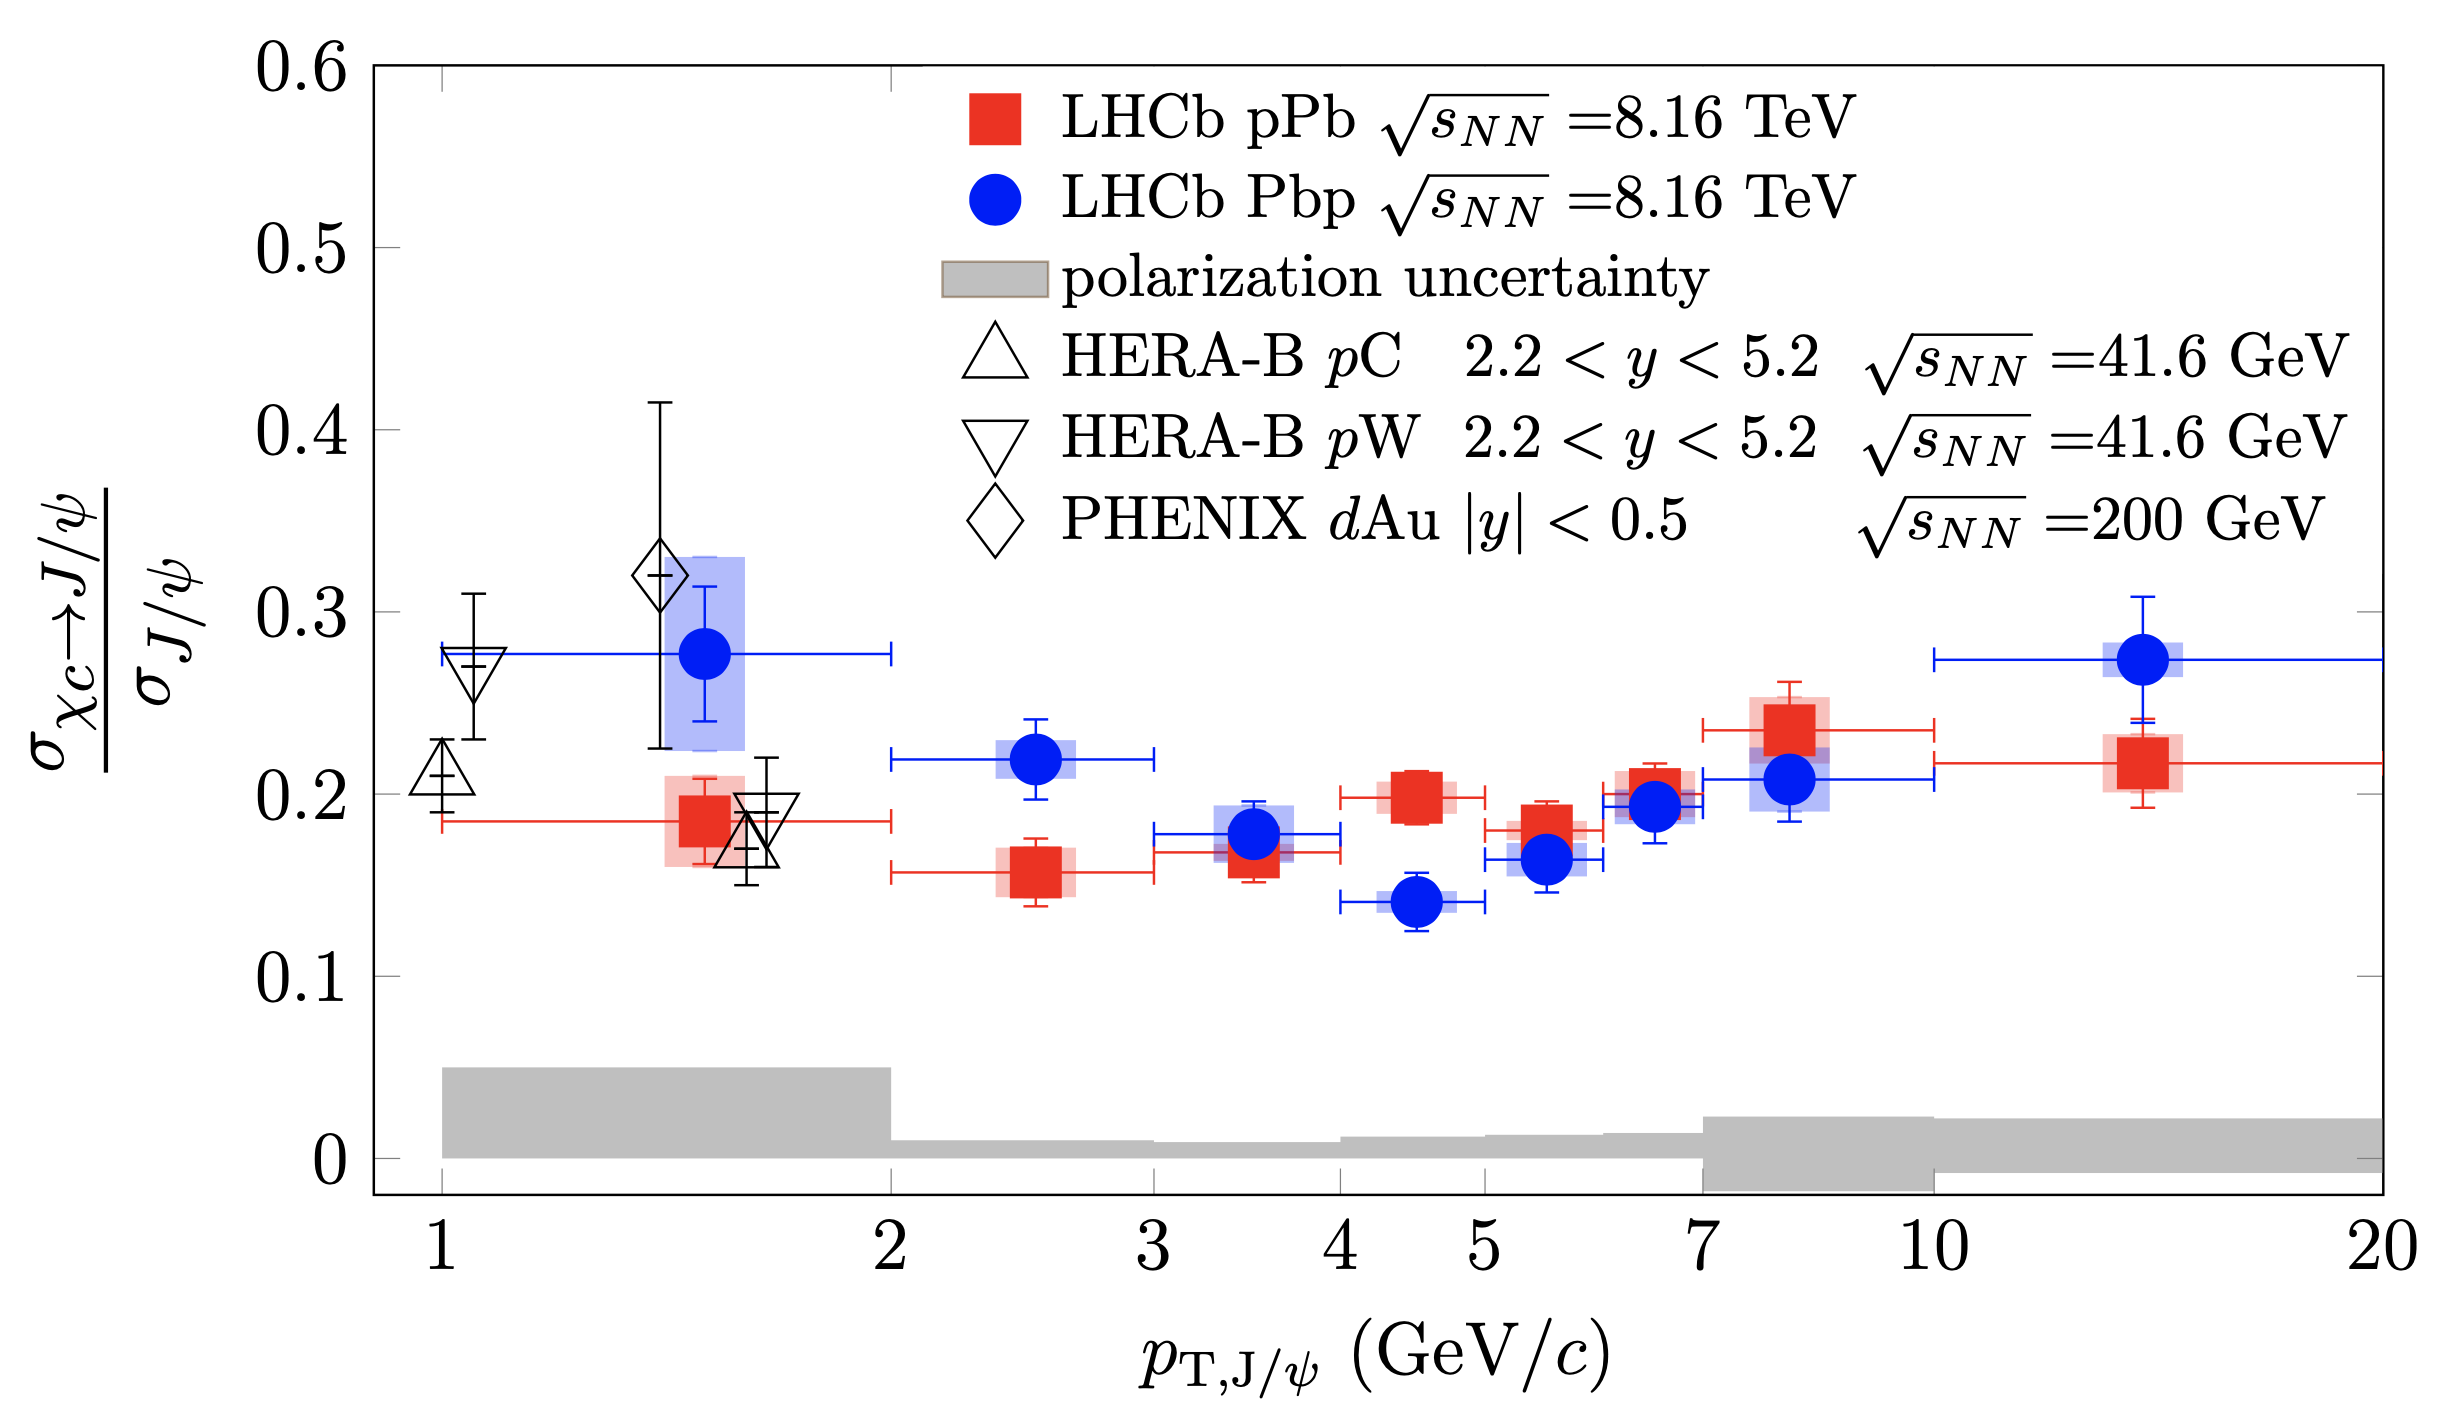 0.6
0.5
0.4
0.3
0.2
0.1
0
σχc→J/ψ
σJ/ψ
LHCb pPb √sNN =8.16 TeV
LHCb Pbp √sNN =8.16 TeV
polarization uncertainty
HERA-B pC 2.2 < y < 5.2 √sNN =41.6 GeV
HERA-B pW 2.2 < y < 5.2 √sNN =41.6 GeV
PHENIX dAu |y| < 0.5 √sNN =200 GeV
1 2 3 4 5 7 10 20
pT,J/ψ (GeV/c)